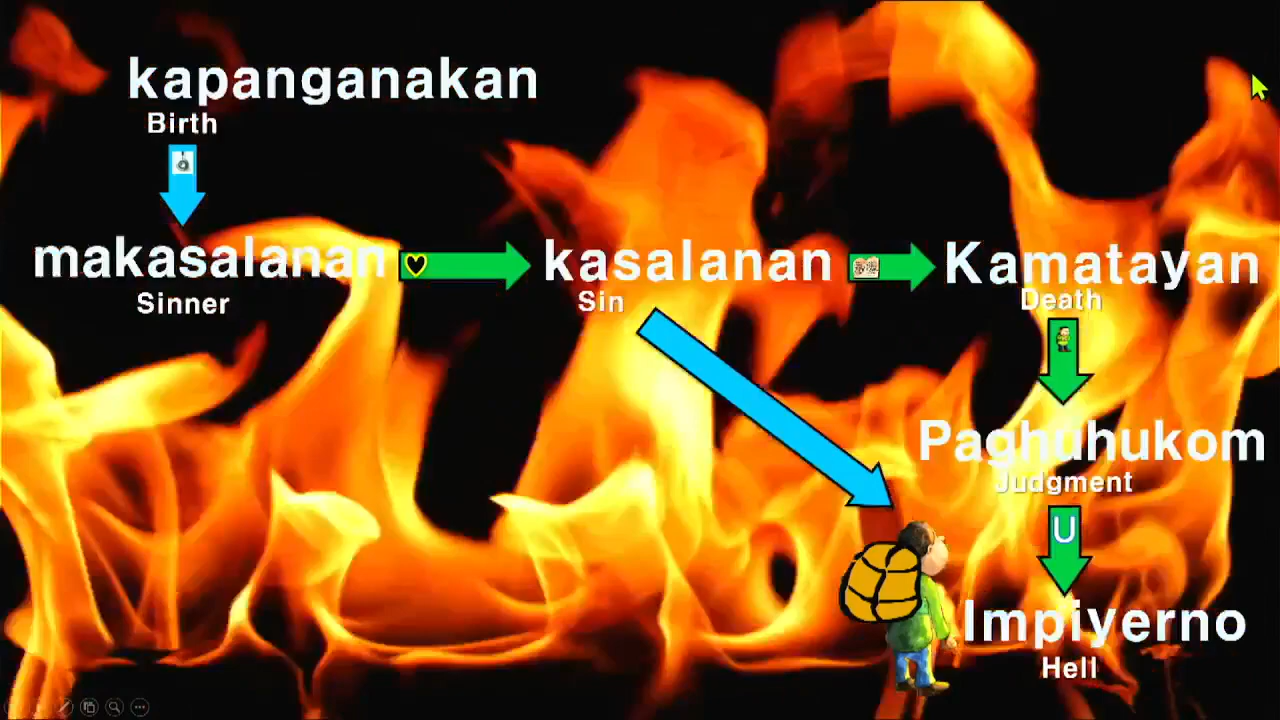 kapanganakan
Birth
makasalanan
Sinner
kasalanan
Sin
Kamatayan
Death
Paghuhukom
Judgment
U
Impiyerno
Hell